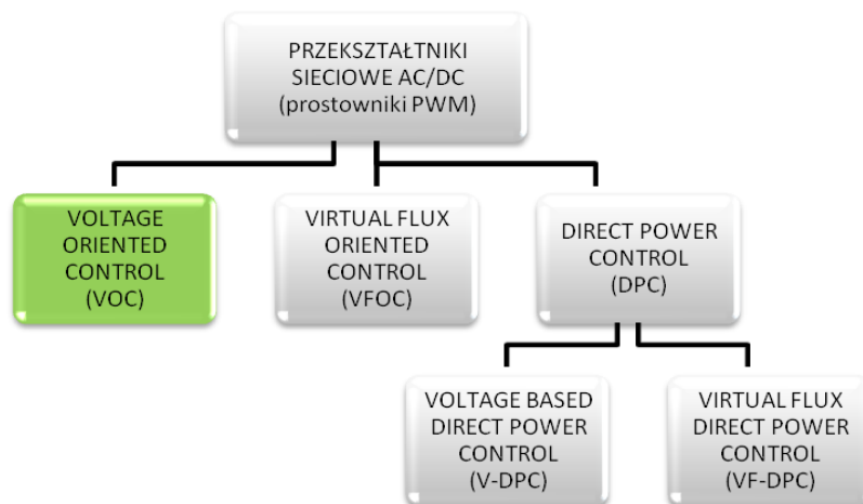 PRZEKSZTAŁTNIKI
SIECIOWE AC/DC
(prostowniki PWM)
VOLTAGE
ORIENTED
CONTROL
(VOC)
VIRTUAL FLUX
ORIENTED
CONTROL
(VFOC)
DIRECT POWER
CONTROL
(DPC)
VOLTAGE BASED
DIRECT POWER
CONTROL
(V-DPC)
VIRTUAL FLUX
DIRECT POWER
CONTROL
(VF-DPC)